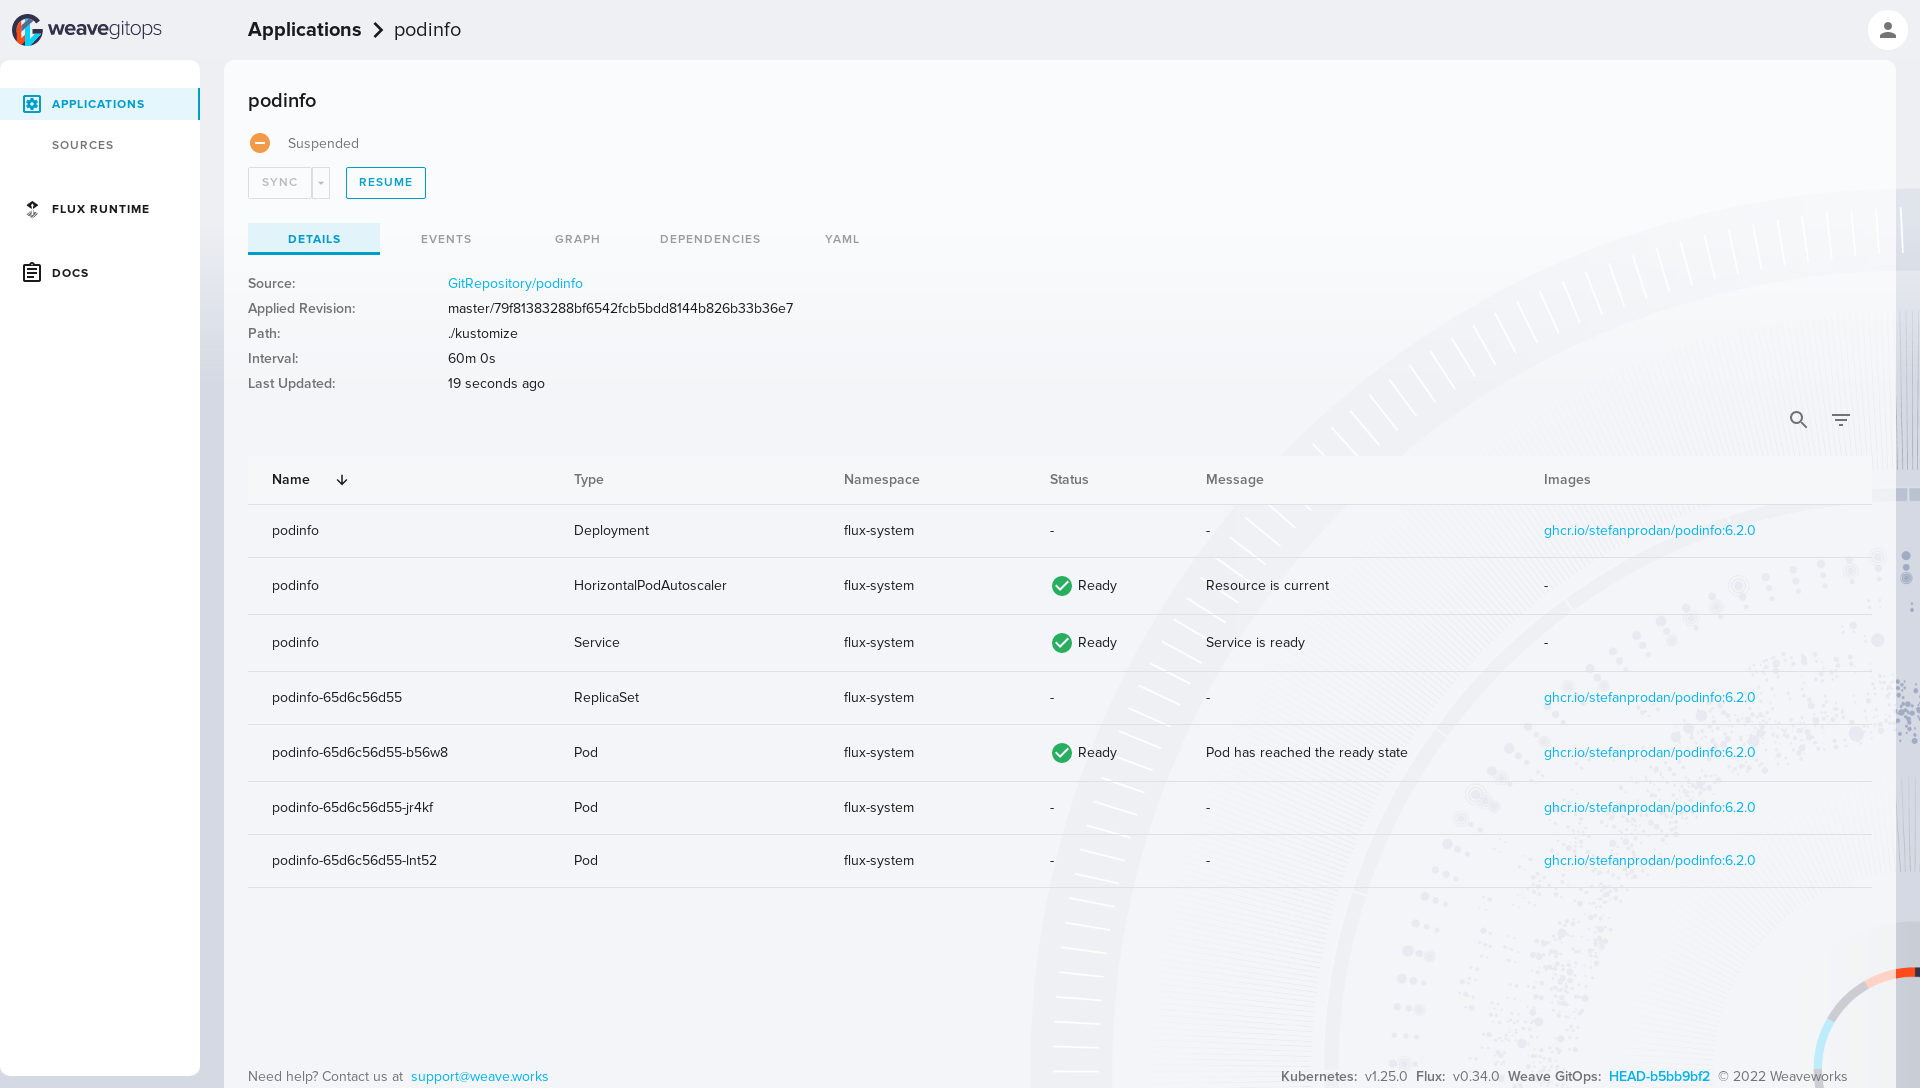 weavegitops
Applications podinfo
APPLICATIONS
SOURCES
FLUX RUNTIME
DOCS
podinfo
Suspended
SYNC RESUME
DETAILS EVENTS GRAPH DEPENDENCIES YAML
Source: GitRepository/podinfo
Applied Revision: master/79f81383288bf6542fcb5bdd8144b826b33b36e7
Path: ./kustomize
Interval: 60m 0s
Last Updated: 19 seconds ago
Name Type Namespace Status Message Images
podinfo Deployment flux-system - - ghcr.io/stefanprodan/podinfo:6.2.0
podinfo HorizontalPodAutoscaler flux-system Ready Resource is current -
podinfo Service flux-system Ready Service is ready -
podinfo-65d6c56d55 ReplicaSet flux-system - - ghcr.io/stefanprodan/podinfo:6.2.0
podinfo-65d6c56d55-b56w8 Pod flux-system Ready Pod has reached the ready state ghcr.io/stefanprodan/podinfo:6.2.0
podinfo-65d6c56d55-jr4kf Pod flux-system - - ghcr.io/stefanprodan/podinfo:6.2.0
podinfo-65d6c56d55-lnt52 Pod flux-system - - ghcr.io/stefanprodan/podinfo:6.2.0
Need help? Contact us at support@weave.works
Kubernetes: v1.25.0 Flux: v0.34.0 Weave GitOps: HEAD-b5bb9bf2 © 2022 Weaveworks